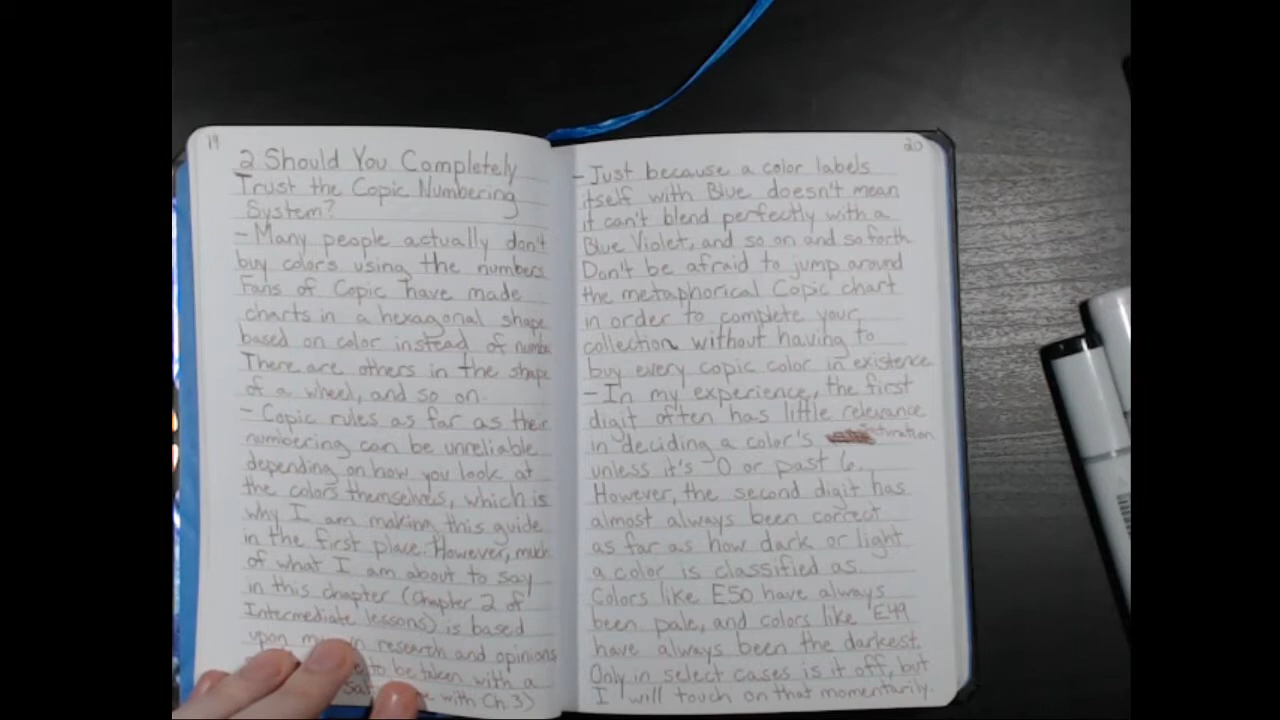 19
2 Should You Completely
Trust the Copic Numbering
System?
- Many people actually don't
buy colors using the numbers
Fans of Copic have made
charts in a hexagonal shape
based on color instead of numbe
There are others in the shape
of a wheel, and so on.
- Copic rules as far as their
numbering can be unreliable
depending on how you look at
the colors themselves, which is
why I am making this guide
in the first place. However, much
of what I am about to say
in this chapter (Chapter 2 of
Intermediate lessons) is based
upon my research and opinions
to be taken with a
with Ch. 3)
20
- Just because a color labels
itself with Blue doesn't mean
it can't blend perfectly with a
Blue Violet, and so on and so forth
Don't be afraid to jump around
the metaphorical Copic chart
in order to complete your
collection without having to
buy every copic color in existence
- In my experience, the first
digit often has little relevance
in deciding a color's saturation
unless it's 0 or past 6.
However, the second digit has
almost always been correct
as far as how dark or light
a color is classified as.
Colors like E50 have always
been pale, and colors like E49
have always been the darkest.
Only in select cases is it off, but
I will touch on that momentarily.